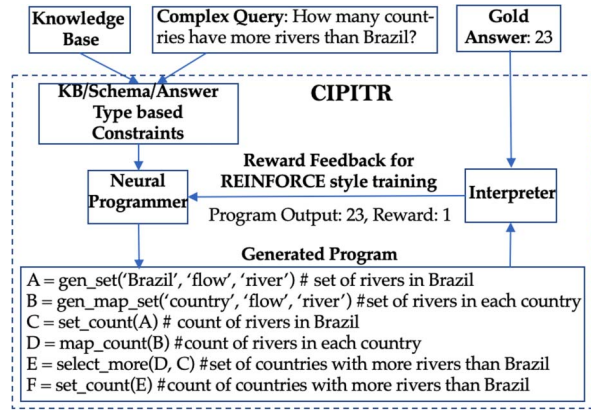 Knowledge
Base
Complex Query: How many count-
ries have more rivers than Brazil?
Gold
Answer: 23
CIPITR
KB/Schema/Answer
Type based
Constraints
Neural
Programmer
Reward Feedback for
REINFORCE style training
Program Output: 23, Reward: 1
Interpreter
Generated Program
A = gen_set(‘Brazil’, ‘flow’, ‘river’) # set of rivers in Brazil
B = gen_map_set(‘country’, ‘flow’, ‘river’) #set of rivers in each country
C = set_count(A) # count of rivers in Brazil
D = map_count(B) #count of rivers in each country
E = select_more(D, C) #set of countries with more rivers than Brazil
F = set_count(E) #count of countries with more rivers than Brazil